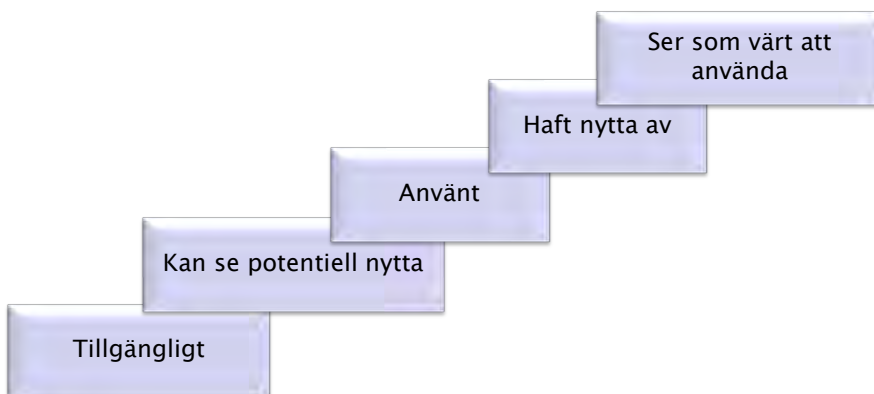 Ser som värt att
använda
Haft nytta av
Använt
Kan se potentiell nytta
Tillgängligt